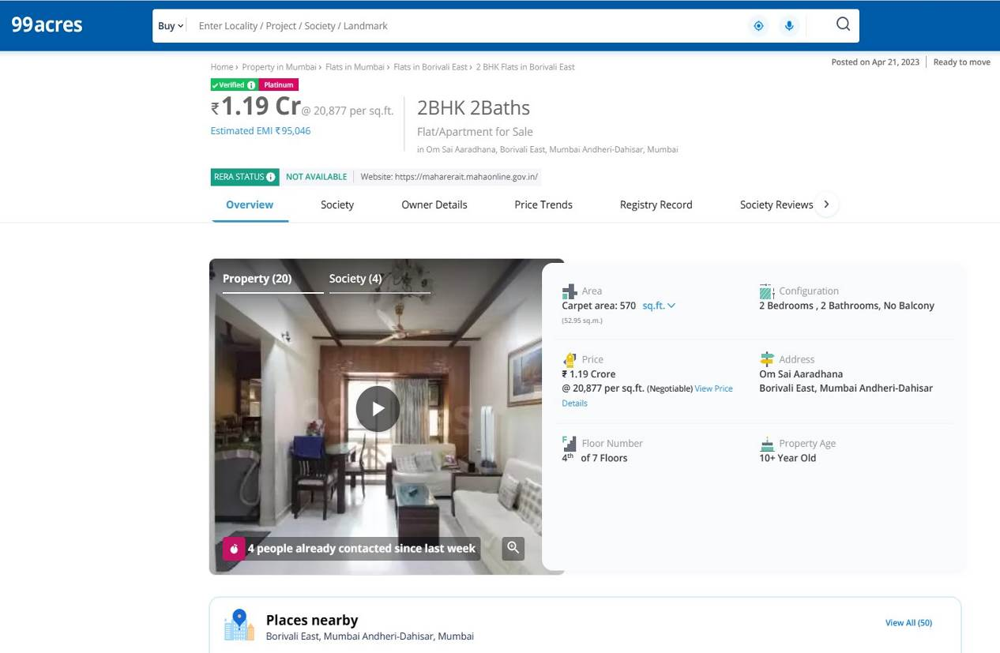 99acres
Buy
Enter Locality / Project / Society / Landmark
Home › Property in Mumbai › Flats in Mumbai › Flats in Borivali East › 2 BHK Flats in Borivali East
Posted on Apr 21, 2023 Ready to move
Verified Platinum
₹ 1.19 Cr @ 20,877 per sq.ft.
Estimated EMI ₹ 95,046
2BHK 2Baths
Flat/Apartment for Sale
in Om Sai Aaradhana, Borivali East, Mumbai Andheri-Dahisar, Mumbai
RERA STATUS NOT AVAILABLE Website: https://maharerait.mahaonline.gov.in/
Overview Society Owner Details Price Trends Registry Record Society Reviews
Property (20) Society (4)
4 people already contacted since last week
Area
Carpet area: 570 sq.ft.
(52.95 sq.m.)
Configuration
2 Bedrooms , 2 Bathrooms, No Balcony
Price
₹ 1.19 Crore
@ 20,877 per sq.ft. (Negotiable) View Price
Details
Address
Om Sai Aaradhana
Borivali East, Mumbai Andheri-Dahisar
Floor Number
4th of 7 Floors
Property Age
10+ Year Old
Places nearby
Borivali East, Mumbai Andheri-Dahisar, Mumbai
View All (50)